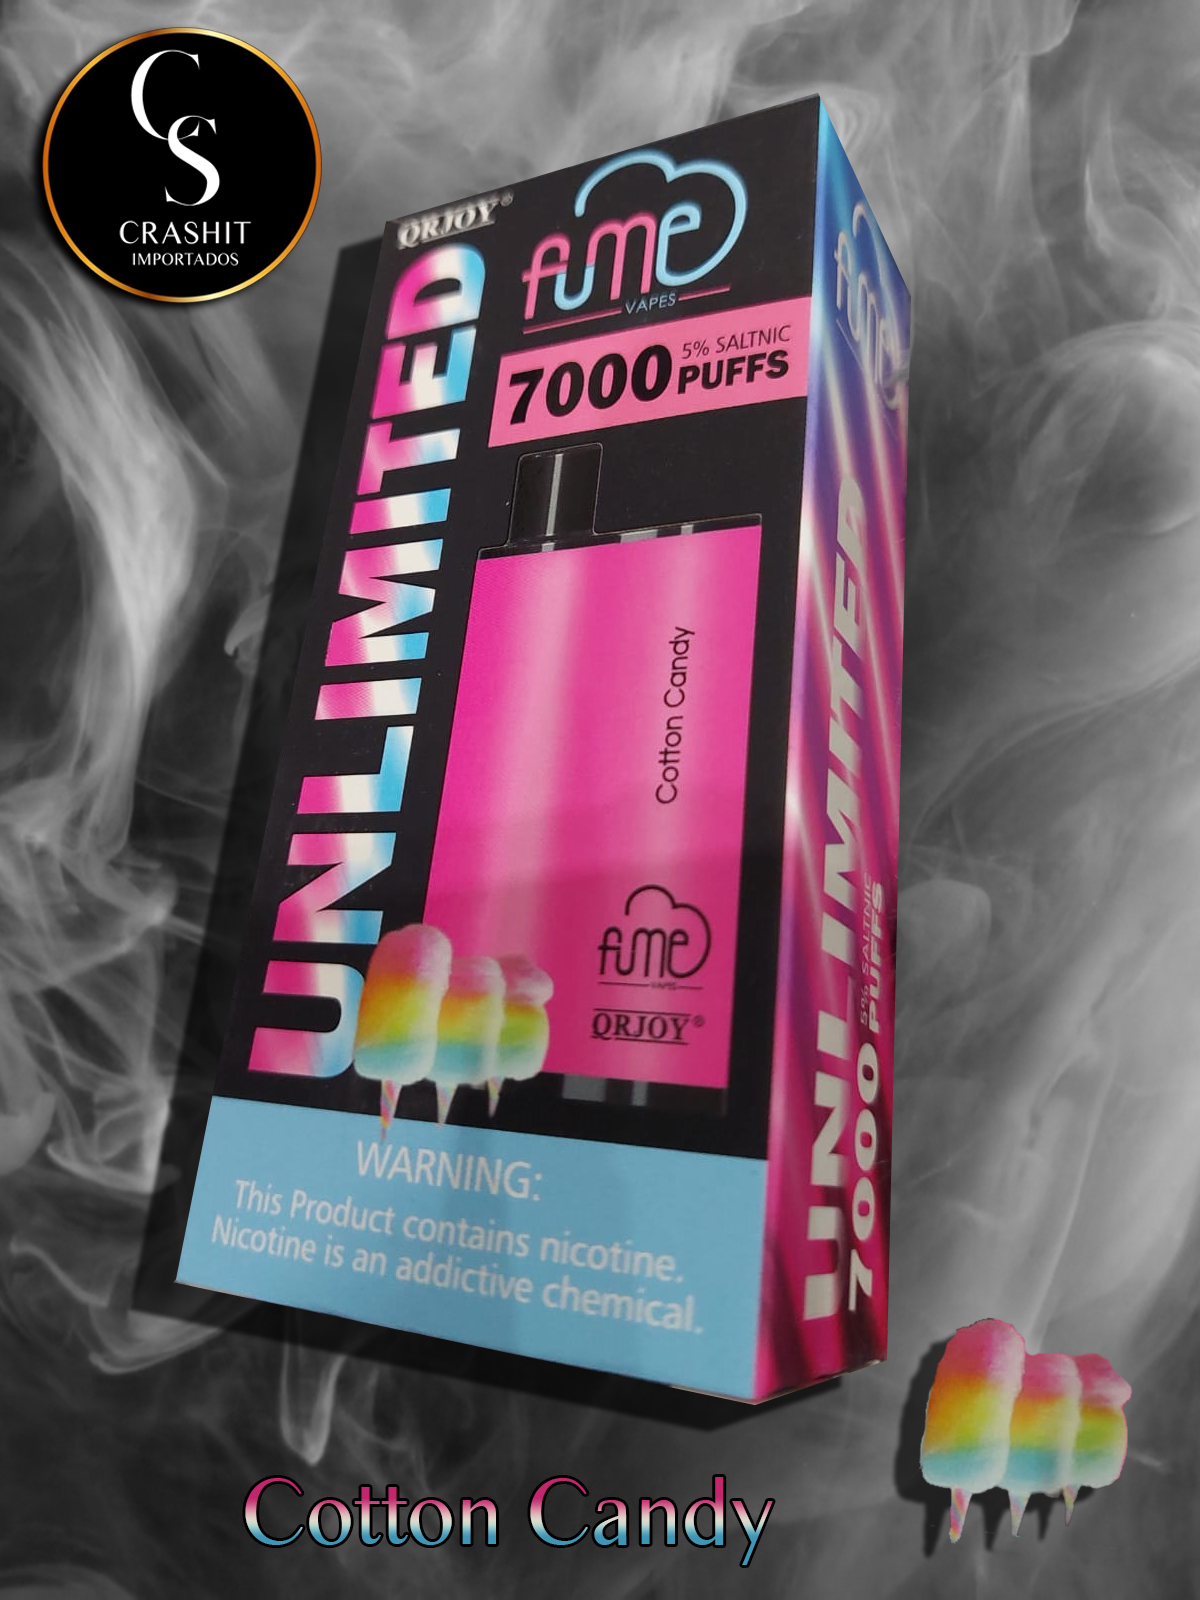 CS
CRASHIT
IMPORTADOS
QRJOY®
UNLIMITED
fume
VAPES
7000 5% SALTNIC
PUFFS
Cotton Candy
fume
VAPES
QRJOY®
WARNING:
This Product contains nicotine.
Nicotine is an addictive chemical.
fume
UNLIMITED
7000 5% SALTNIC
PUFFS
Cotton Candy